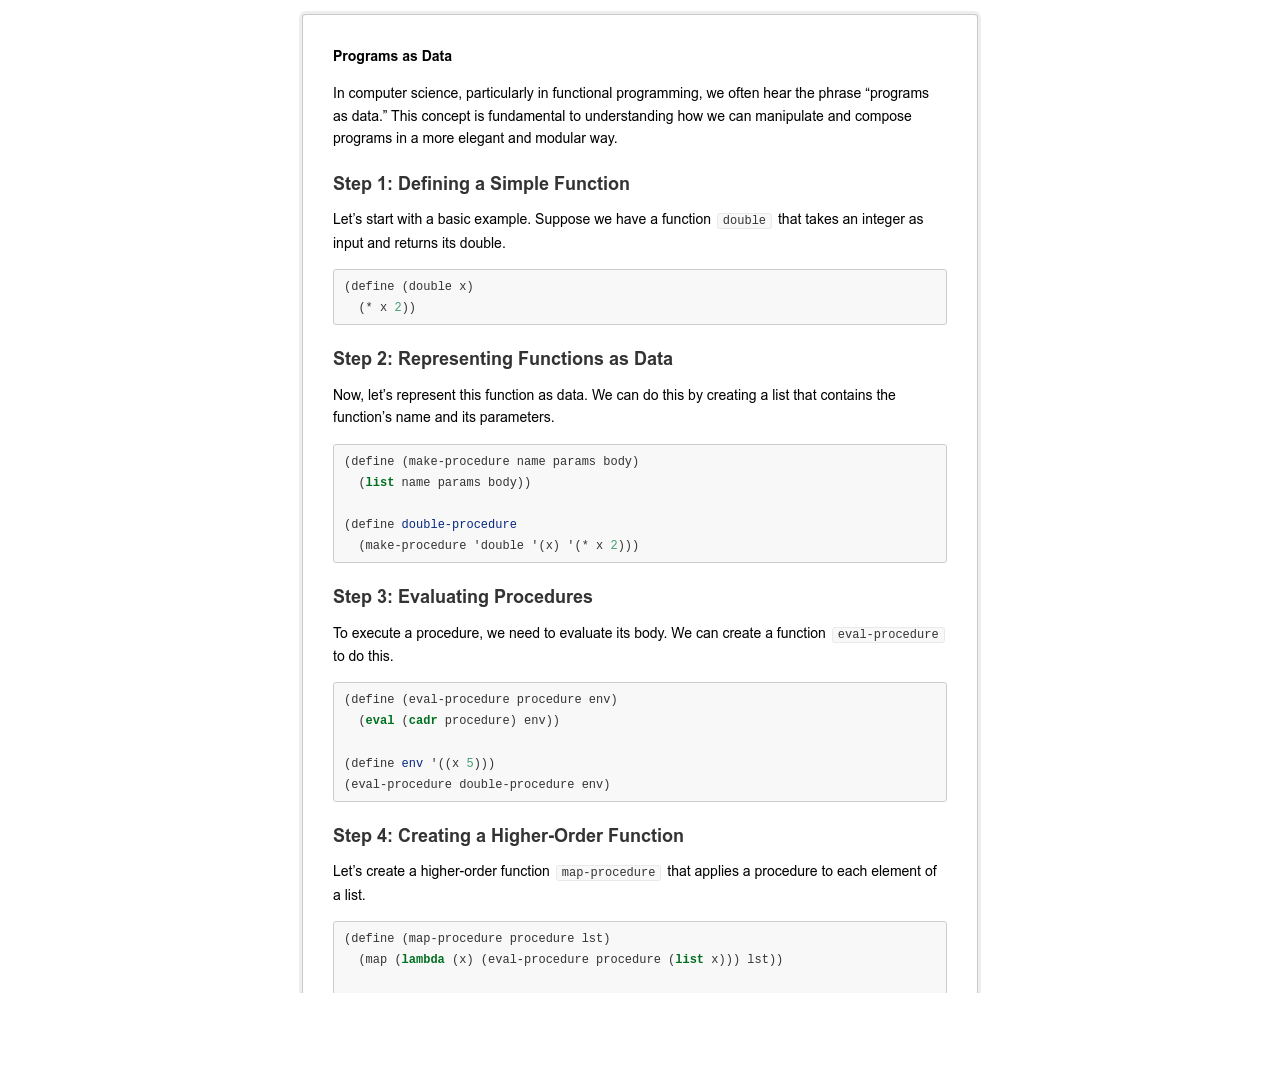 Programs as Data
In computer science, particularly in functional programming, we often hear the phrase “programs
as data.” This concept is fundamental to understanding how we can manipulate and compose
programs in a more elegant and modular way.
Step 1: Defining a Simple Function
Let’s start with a basic example. Suppose we have a function double that takes an integer as
input and returns its double.
(define (double x)
  (* x 2))
Step 2: Representing Functions as Data
Now, let’s represent this function as data. We can do this by creating a list that contains the
function’s name and its parameters.
(define (make-procedure name params body)
  (list name params body))
(define double-procedure
  (make-procedure 'double '(x) '(* x 2)))
Step 3: Evaluating Procedures
To execute a procedure, we need to evaluate its body. We can create a function eval-procedure
to do this.
(define (eval-procedure procedure env)
  (eval (cadr procedure) env))
(define env '((x 5)))
(eval-procedure double-procedure env)
Step 4: Creating a Higher-Order Function
Let’s create a higher-order function map-procedure that applies a procedure to each element of
a list.
(define (map-procedure procedure lst)
  (map (lambda (x) (eval-procedure procedure (list x))) lst))